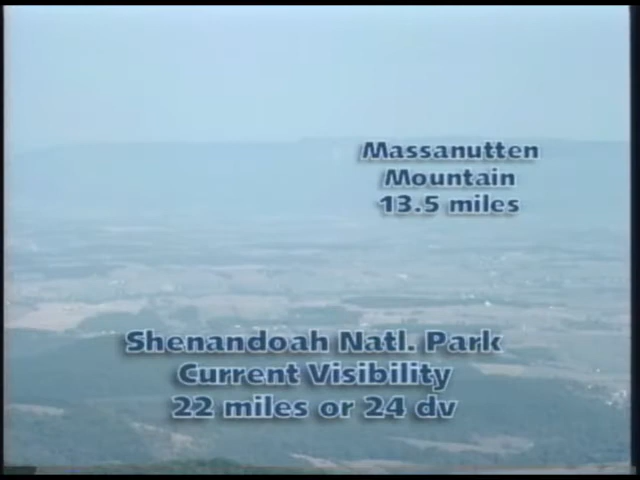 Massanutten
Mountain
13.5 miles
Shenandoah Natl. Park
Current Visibility
22 miles or 24 dv